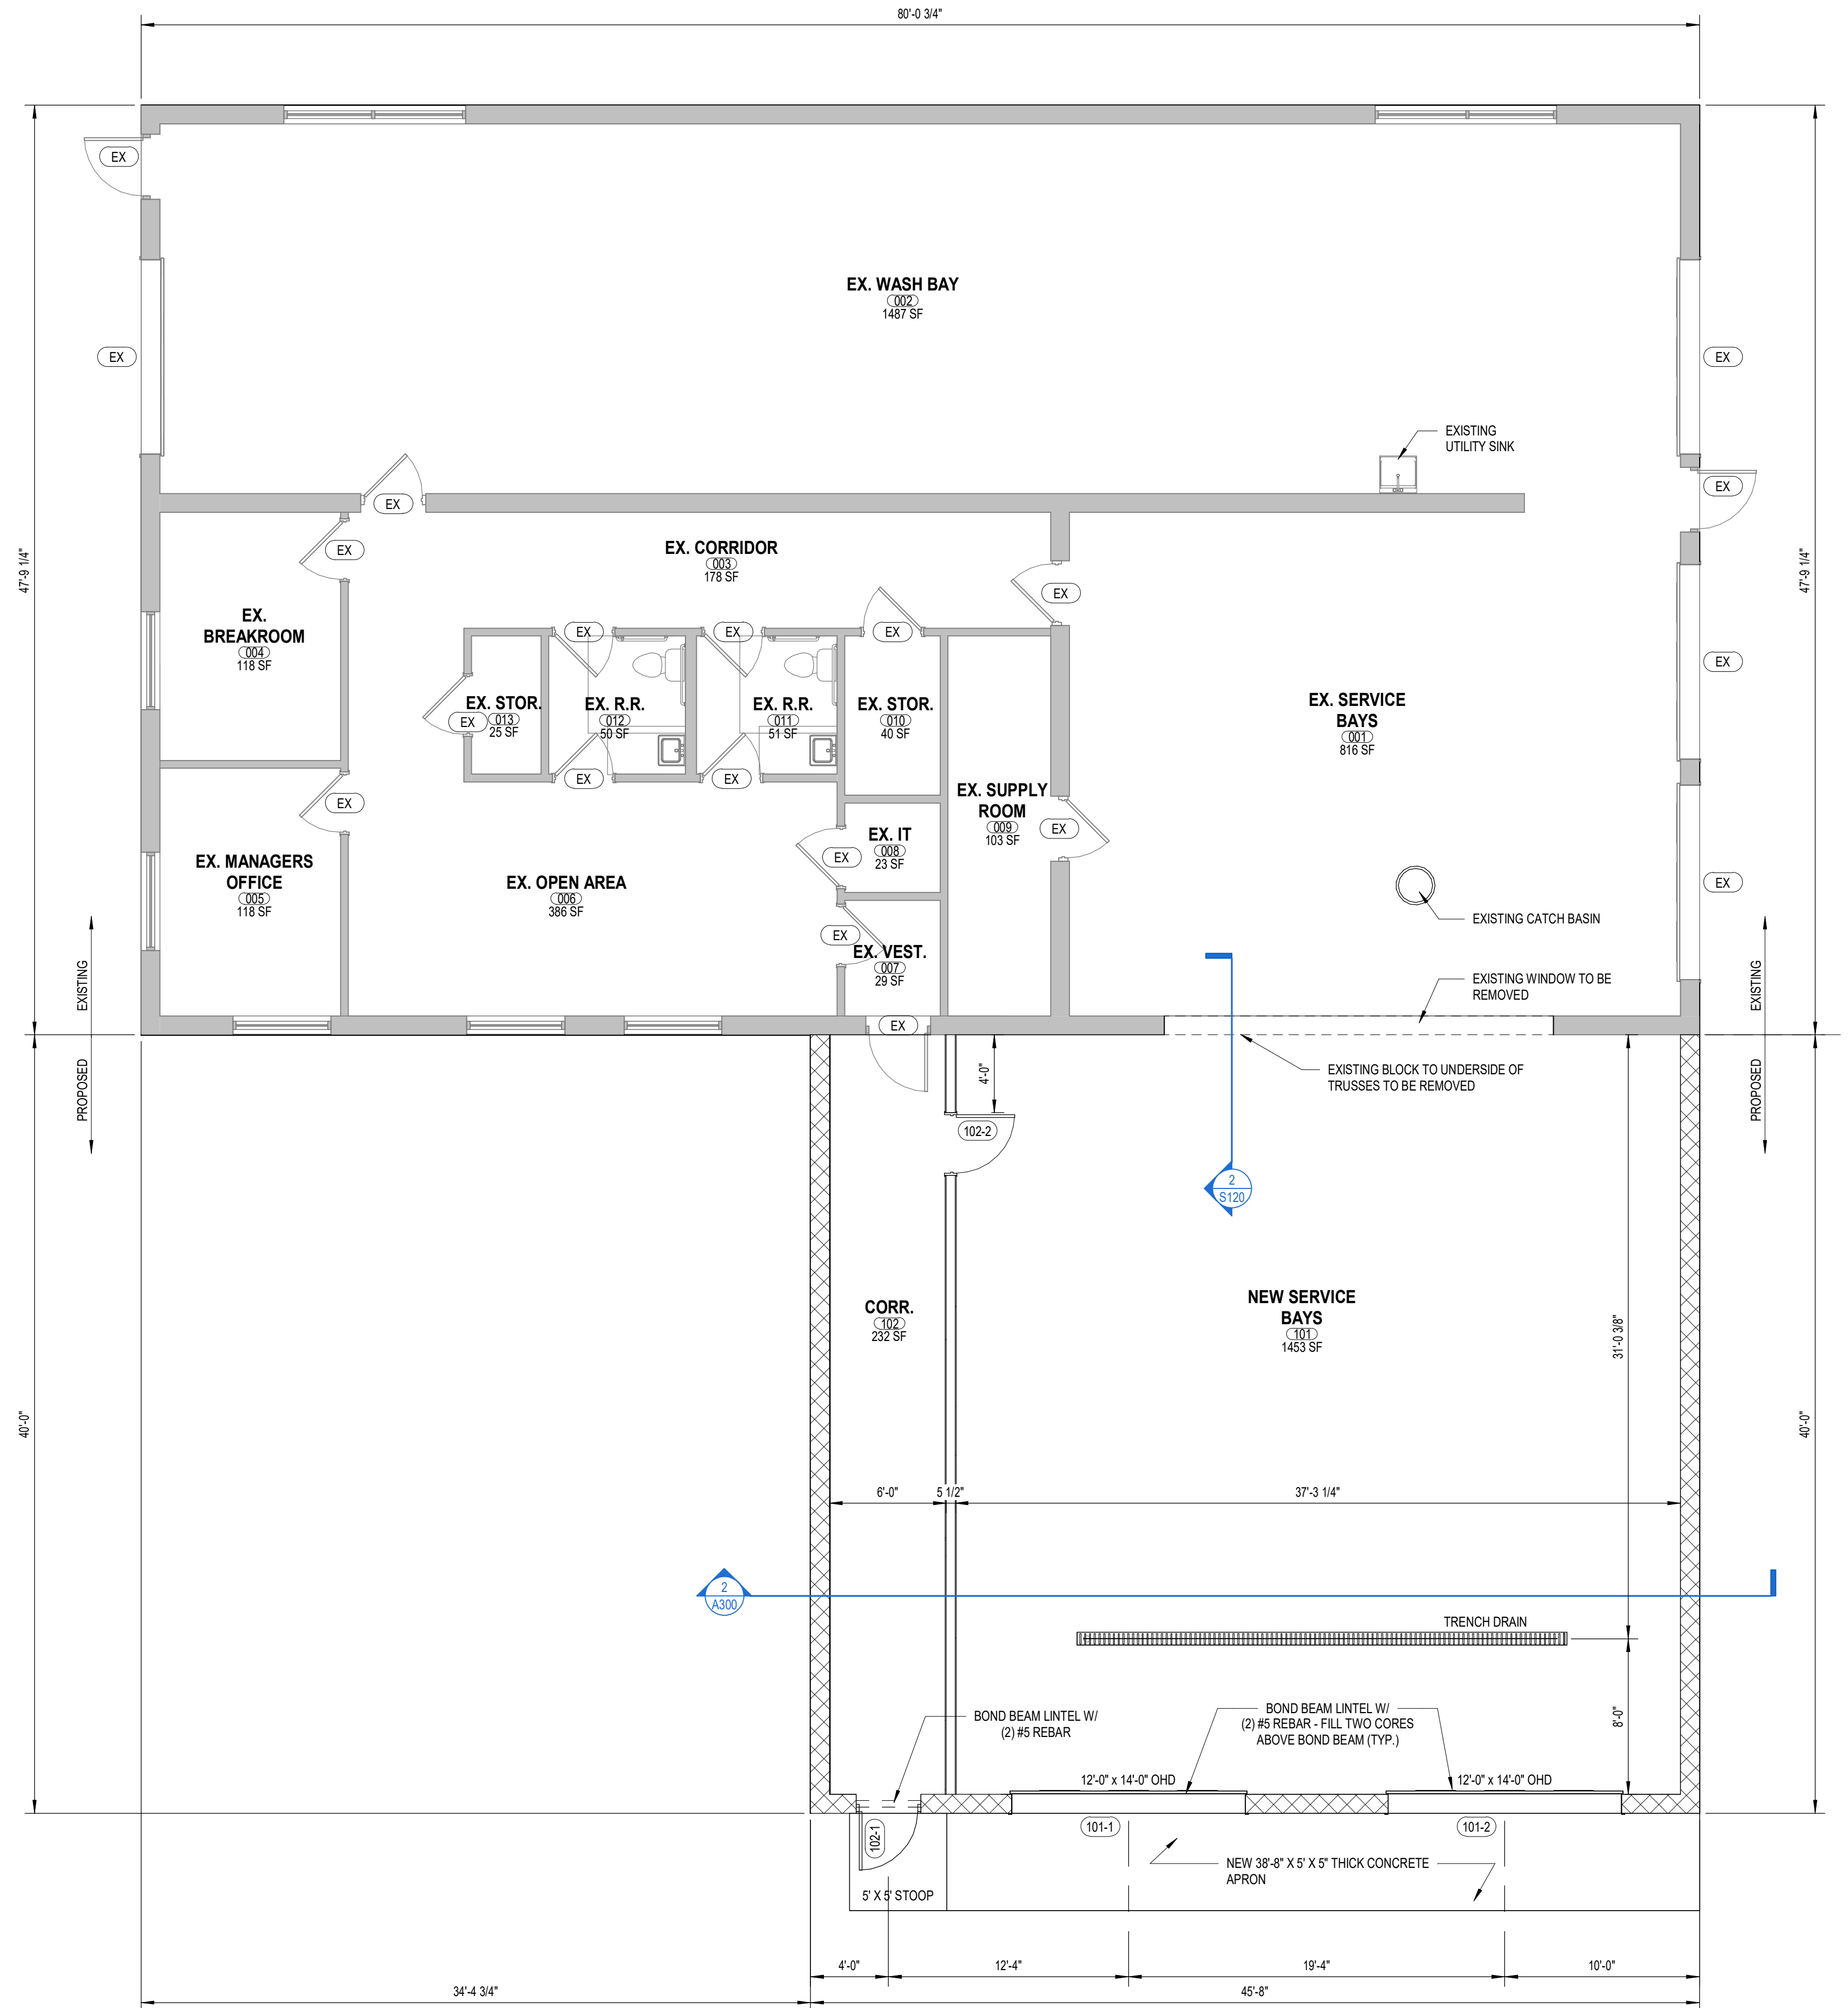 80'-0 3/4"
EX
EX. WASH BAY
002
1487 SF
EX
EX
EXISTING
UTILITY SINK
EX
EX
47'-9 1/4"
47'-9 1/4"
EX
EX. CORRIDOR
003
178 SF
EX
EX.
BREAKROOM
004
118 SF
EX
EX
EX
EX
EX. STOR.
013
25 SF
EX
EX. R.R.
012
50 SF
EX. R.R.
011
51 SF
EX. STOR.
010
40 SF
EX. SERVICE
BAYS
001
816 SF
EX
EX
EX
EX. SUPPLY
ROOM
009
103 SF
EX
EX. IT
008
23 SF
EX
EX. MANAGERS
OFFICE
005
118 SF
EX. OPEN AREA
006
386 SF
EX
EXISTING CATCH BASIN
EX
EX. VEST.
007
29 SF
EXISTING
EXISTING WINDOW TO BE
REMOVED
EXISTING
EX
PROPOSED
4'-0"
EXISTING BLOCK TO UNDERSIDE OF
TRUSSES TO BE REMOVED
PROPOSED
102-2
2
S120
CORR.
102
232 SF
NEW SERVICE
BAYS
101
1453 SF
31'-0 3/8"
40'-0"
40'-0"
6'-0"
5 1/2"
37'-3 1/4"
2
A300
TRENCH DRAIN
BOND BEAM LINTEL W/
(2) #5 REBAR
BOND BEAM LINTEL W/
(2) #5 REBAR - FILL TWO CORES
ABOVE BOND BEAM (TYP.)
8'-0"
12'-0" x 14'-0" OHD
12'-0" x 14'-0" OHD
102-1
101-1
101-2
NEW 38'-8" X 5' X 5" THICK CONCRETE
APRON
5' X 5' STOOP
4'-0"
12'-4"
19'-4"
10'-0"
34'-4 3/4"
45'-8"